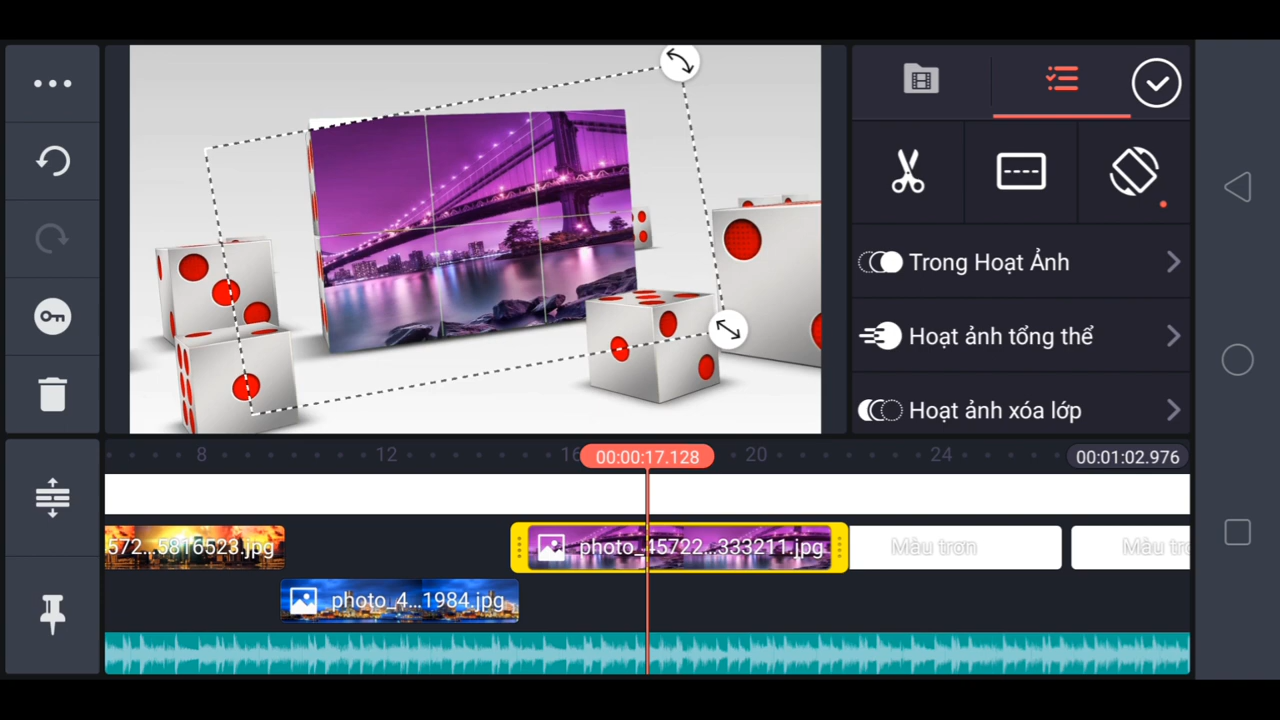 Trong Hoạt Ảnh
Hoạt ảnh tổng thể
Hoạt ảnh xóa lớp
8
12
16
00:00:17.128
20
24
00:01:02.976
572...5816523.jpg
photo_45722...333211.jpg
Màu trơn
Màu trơ
photo_4...1984.jpg